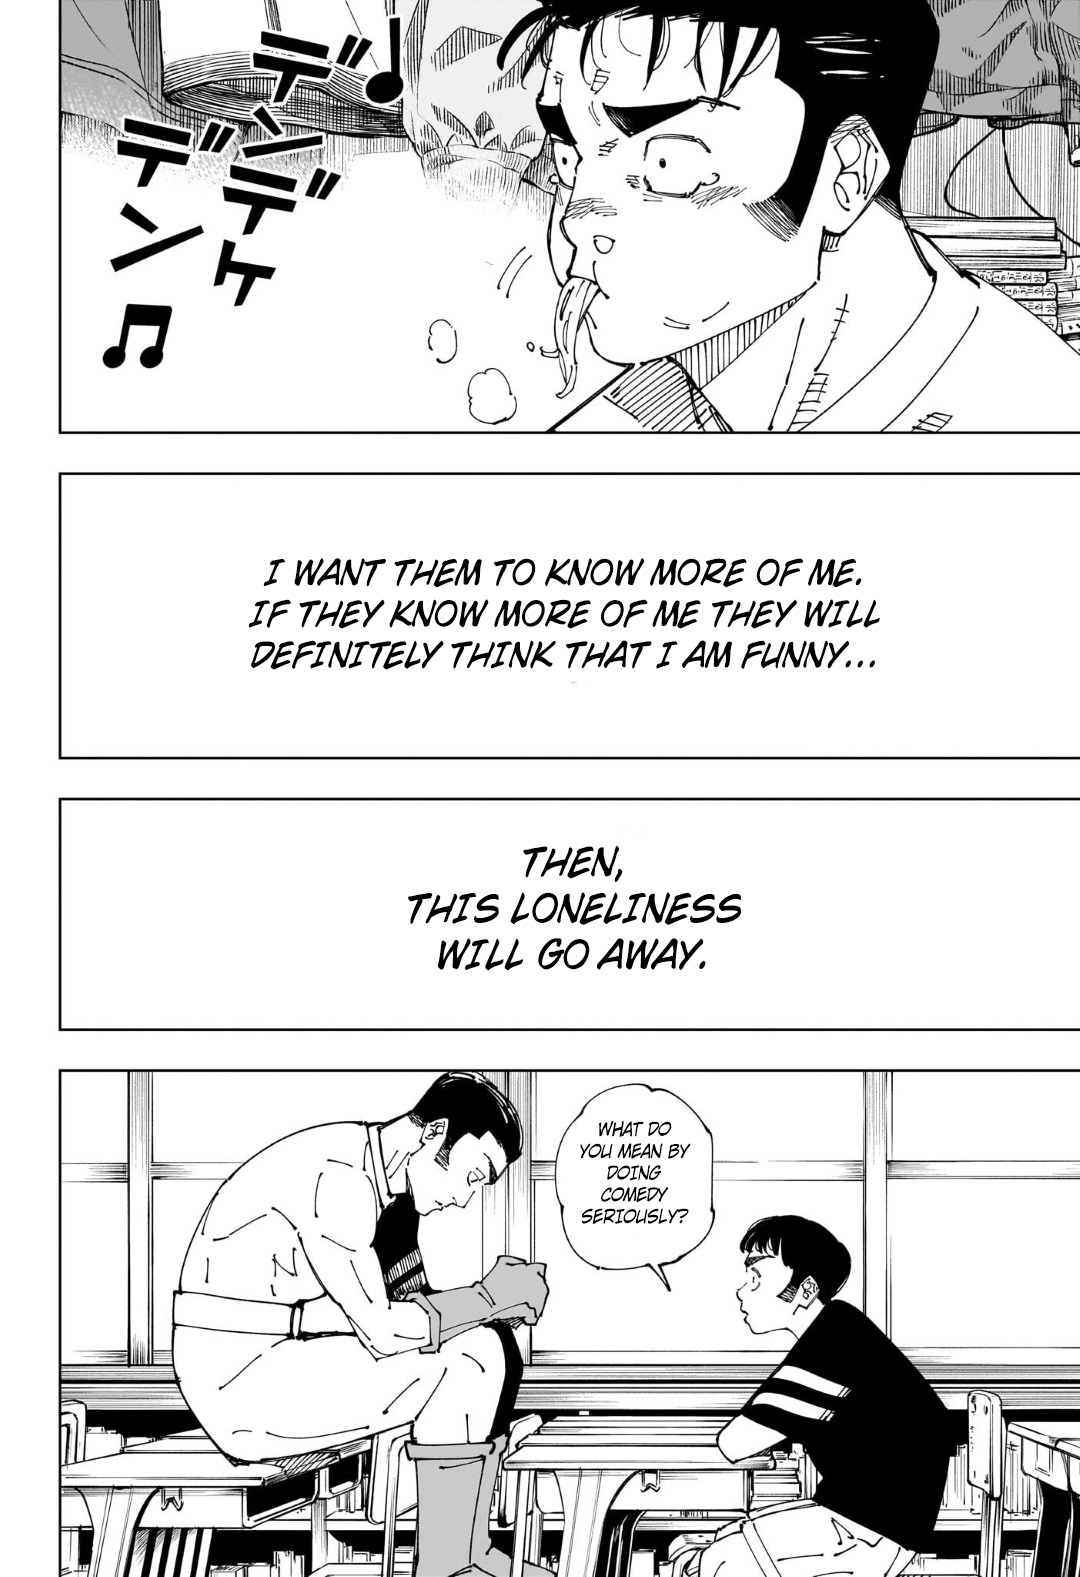 デンデケ
デン
I WANT THEM TO KNOW MORE OF ME.
IF THEY KNOW MORE OF ME THEY WILL
DEFINITELY THINK THAT I AM FUNNY...
THEN,
THIS LONELINESS
WILL GO AWAY.
WHAT DO
YOU MEAN BY
DOING
COMEDY
SERIOUSLY?